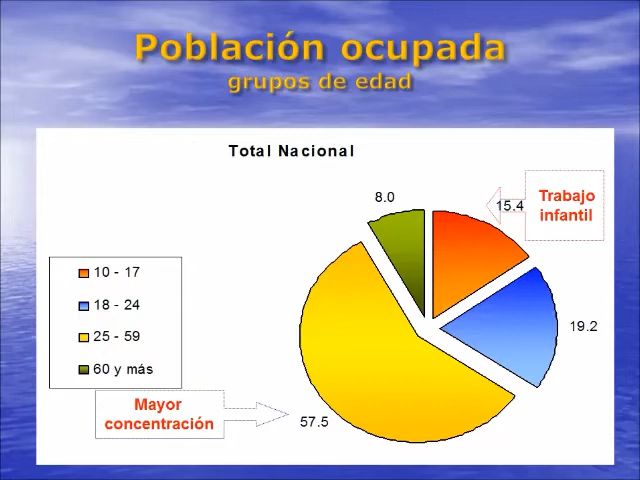 Población ocupada
grupos de edad
Total Nacional
8.0
15.4
Trabajo
infantil
10 - 17
18 - 24
25 - 59
60 y más
19.2
Mayor
concentración
57.5